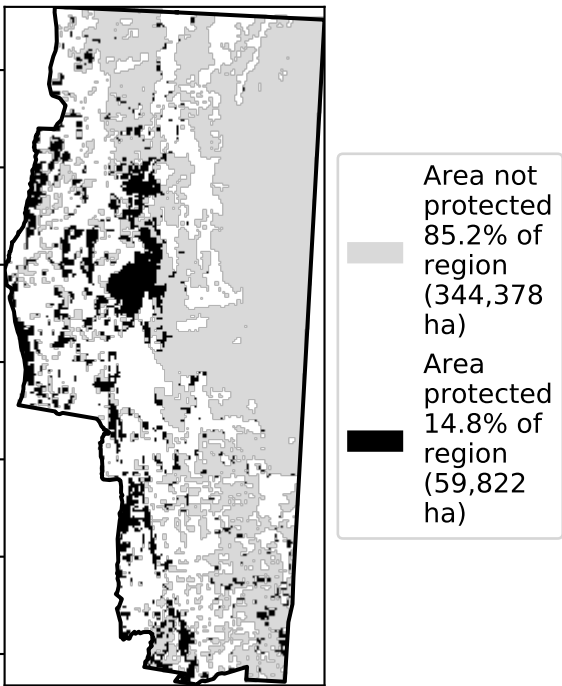 Area not
protected
85.2% of
region
(344,378
ha)
Area
protected
14.8% of
region
(59,822
ha)